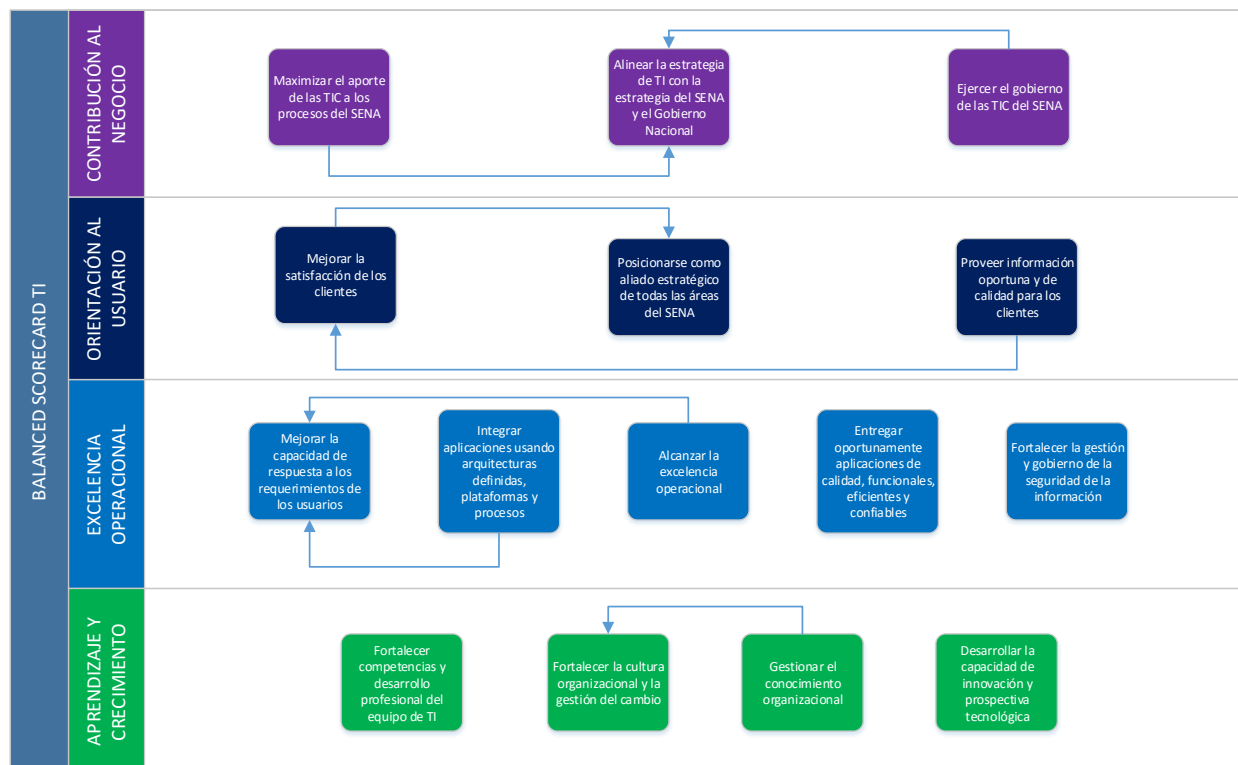 BALANCED SCORECARD TI
CONTRIBUCIÓN AL
NEGOCIO
Maximizar el aporte
de las TIC a los
procesos del SENA
Alinear la estrategia
de TI con la
estrategia del SENA
y el Gobierno
Nacional
Ejercer el gobierno
de las TIC del SENA
ORIENTACIÓN AL
USUARIO
Mejorar la
satisfacción de los
clientes
Posicionarse como
aliado estratégico
de todas las áreas
del SENA
Proveer información
oportuna y de
calidad para los
clientes
EXCELENCIA
OPERACIONAL
Mejorar la
capacidad de
respuesta a los
requerimientos de
los usuarios
Integrar
aplicaciones usando
arquitecturas
definidas,
plataformas y
procesos
Alcanzar la
excelencia
operacional
Entregar
oportunamente
aplicaciones de
calidad, funcionales,
eficientes y
confiables
Fortalecer la gestión
y gobierno de la
seguridad de la
información
APRENDIZAJE Y
CRECIMIENTO
Fortalecer
competencias y
desarrollo
profesional del
equipo de TI
Fortalecer la cultura
organizacional y la
gestión del cambio
Gestionar el
conocimiento
organizacional
Desarrollar la
capacidad de
innovación y
prospectiva
tecnológica